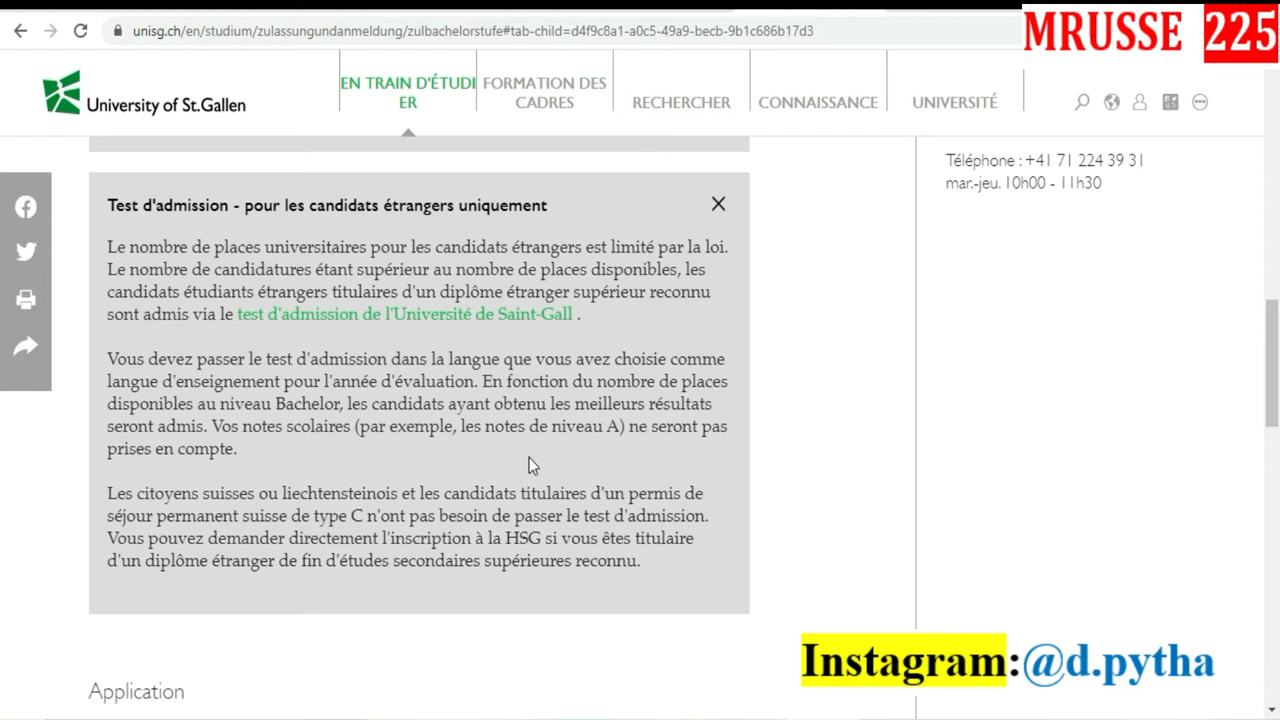 unisg.ch/en/studium/zulassungundanmeldung/zulbachelorstufe#tab-child=d4f9c8a1-a0c5-49a9-becb-9b1c686b17d3
MRUSSE 225
University of St.Gallen
EN TRAIN D'ÉTUDI
ER
FORMATION DES
CADRES
RECHERCHER
CONNAISSANCE
UNIVERSITÉ
Téléphone : +41 71 224 39 31
mar.-jeu. 10h00 - 11h30
Test d'admission - pour les candidats étrangers uniquement
Le nombre de places universitaires pour les candidats étrangers est limité par la loi.
Le nombre de candidatures étant supérieur au nombre de places disponibles, les
candidats étudiants étrangers titulaires d'un diplôme étranger supérieur reconnu
sont admis via le test d'admission de l'Université de Saint-Gall .
Vous devez passer le test d'admission dans la langue que vous avez choisie comme
langue d'enseignement pour l'année d'évaluation. En fonction du nombre de places
disponibles au niveau Bachelor, les candidats ayant obtenu les meilleurs résultats
seront admis. Vos notes scolaires (par exemple, les notes de niveau A) ne seront pas
prises en compte.
Les citoyens suisses ou liechtensteinois et les candidats titulaires d'un permis de
séjour permanent suisse de type C n'ont pas besoin de passer le test d'admission.
Vous pouvez demander directement l'inscription à la HSG si vous êtes titulaire
d'un diplôme étranger de fin d'études secondaires supérieures reconnu.
Instagram:@d.pytha
Application